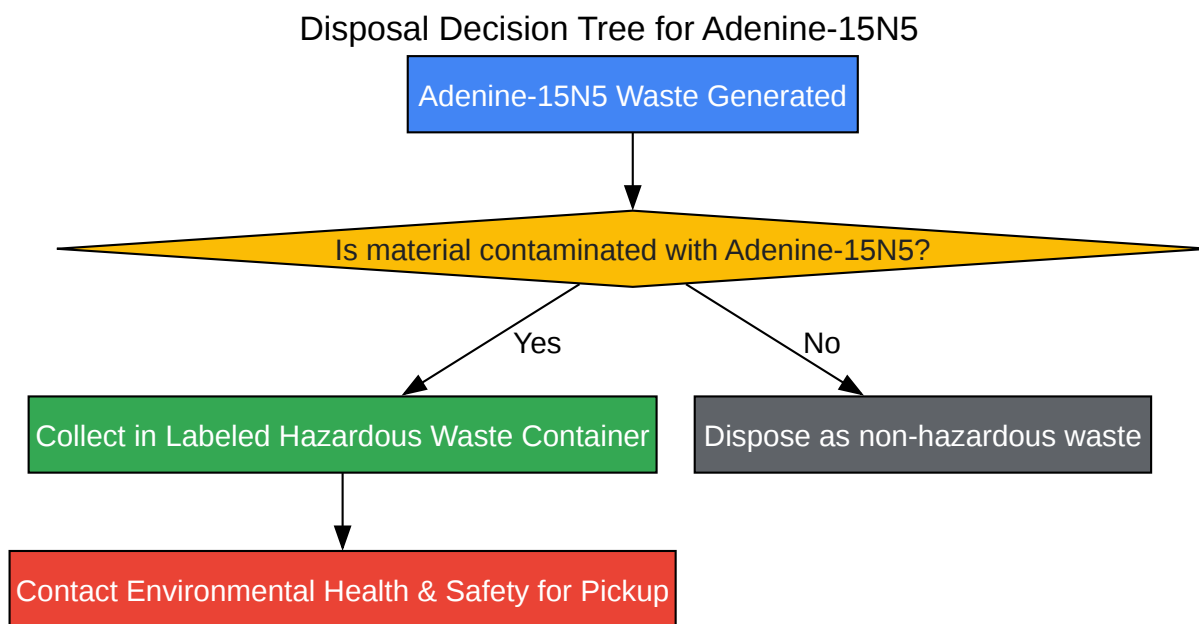 Disposal Decision Tree for Adenine-15N5
Adenine-15N5 Waste Generated
Is material contaminated with Adenine-15N5?
Yes
No
Collect in Labeled Hazardous Waste Container
Dispose as non-hazardous waste
Contact Environmental Health & Safety for Pickup